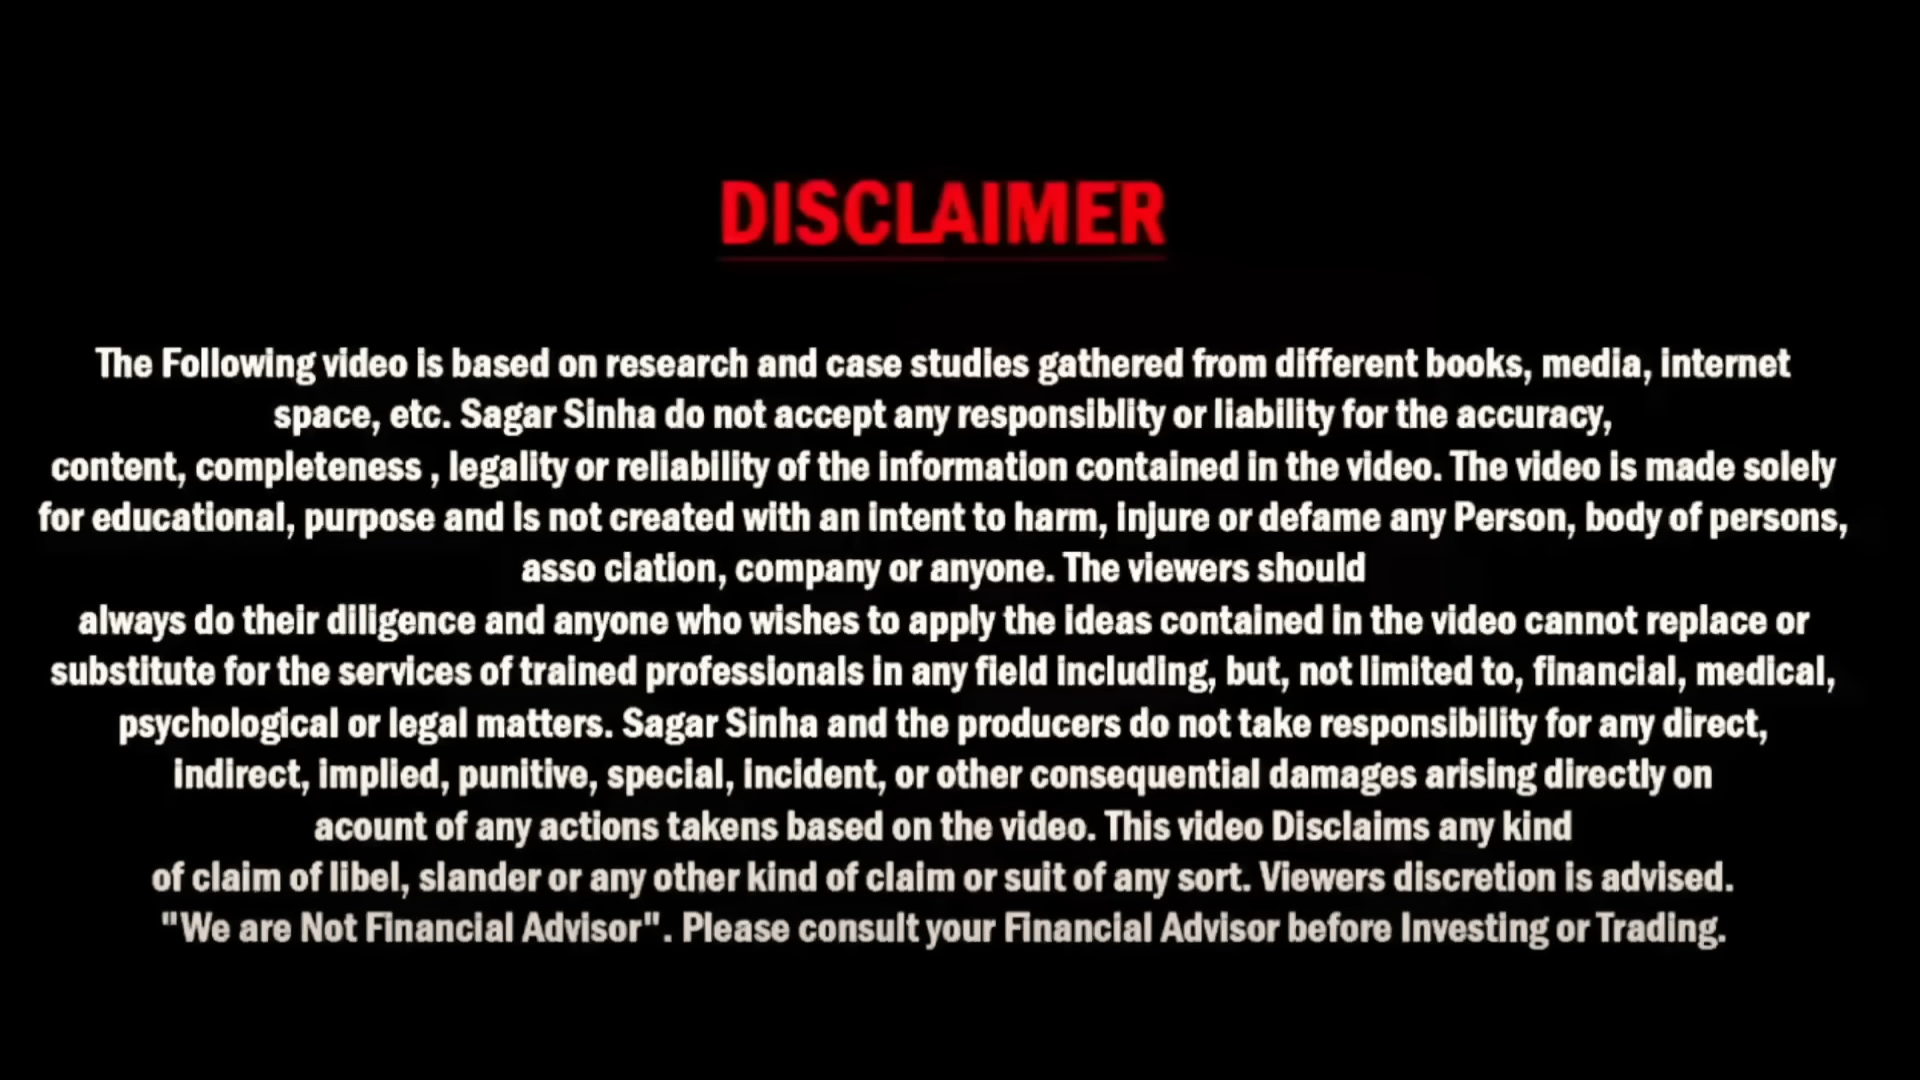 DISCLAIMER
The Following video is based on research and case studies gathered from different books, media, internet
space, etc. Sagar Sinha do not accept any responsiblity or liability for the accuracy,
content, completeness , legality or reliability of the information contained in the video. The video is made solely
for educational, purpose and is not created with an intent to harm, injure or defame any Person, body of persons,
asso ciation, company or anyone. The viewers should
always do their diligence and anyone who wishes to apply the ideas contained in the video cannot replace or
substitute for the services of trained professionals in any field including, but, not limited to, financial, medical,
psychological or legal matters. Sagar Sinha and the producers do not take responsibility for any direct,
indirect, implied, punitive, special, incident, or other consequential damages arising directly on
acount of any actions takens based on the video. This video Disclaims any kind
of claim of libel, slander or any other kind of claim or suit of any sort. Viewers discretion is advised.
"We are Not Financial Advisor". Please consult your Financial Advisor before Investing or Trading.